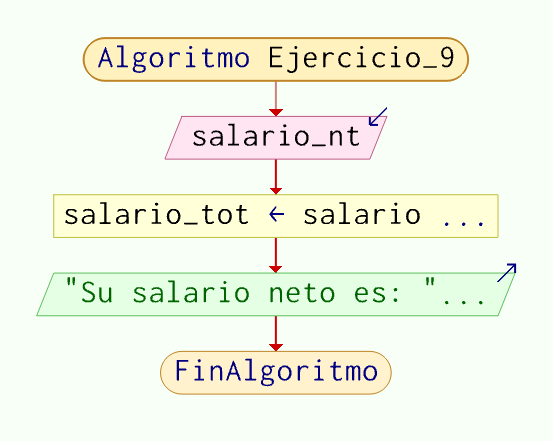 Algoritmo Ejercicio_9
salario_nt
salario_tot ← salario ...
"Su salario neto es: "...
FinAlgoritmo